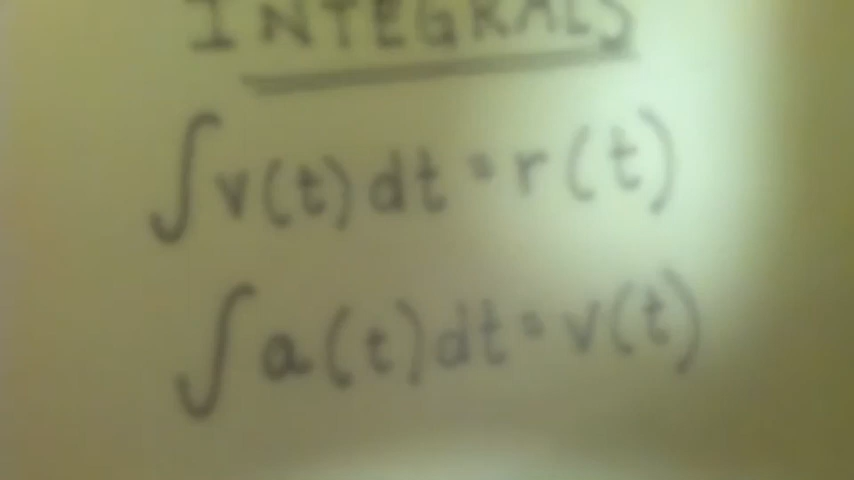 INTEGRALS
∫v(t)dt=r(t)
∫a(t)dt=v(t)